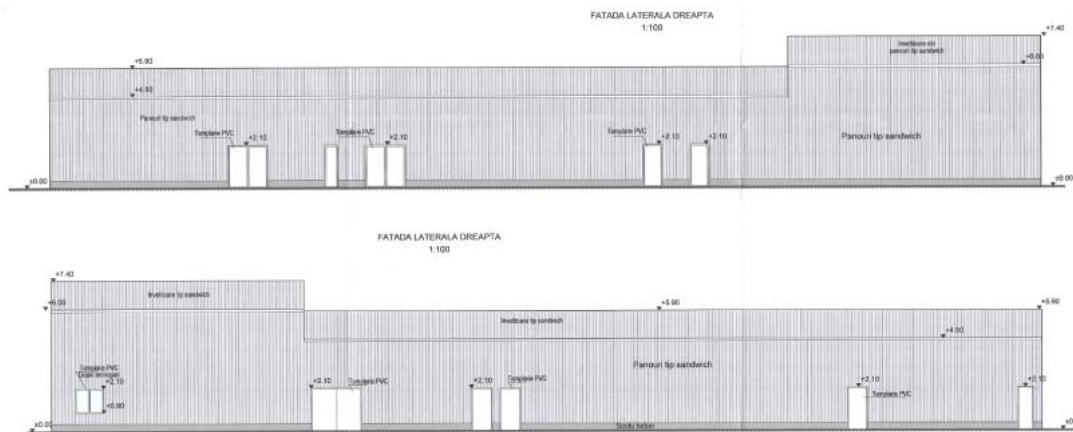 FATADA LATERALA DREAPTA
1:100
+7.40
Invelitoare din
panouri tip sandwich
+6.00
+5.90
+4.50
Panouri tip sandwich
Tamplarie PVC
+2.10
Tamplarie PVC
+2.10
Tamplarie PVC
+2.10
+2.10
Panouri tip sandwich
±0.00
±0.00
FATADA LATERALA DREAPTA
1:100
+7.40
Invelitoare tip sandwich
+6.00
+5.90
+5.90
Invelitoare tip sandwich
+4.50
Panouri tip sandwich
Tamplarie PVC
+2.10
+0.90
+2.10
Tamplarie PVC
+2.10
Tamplarie PVC
+2.10
Tamplarie PVC
+2.10
±0.00
Soclu beton